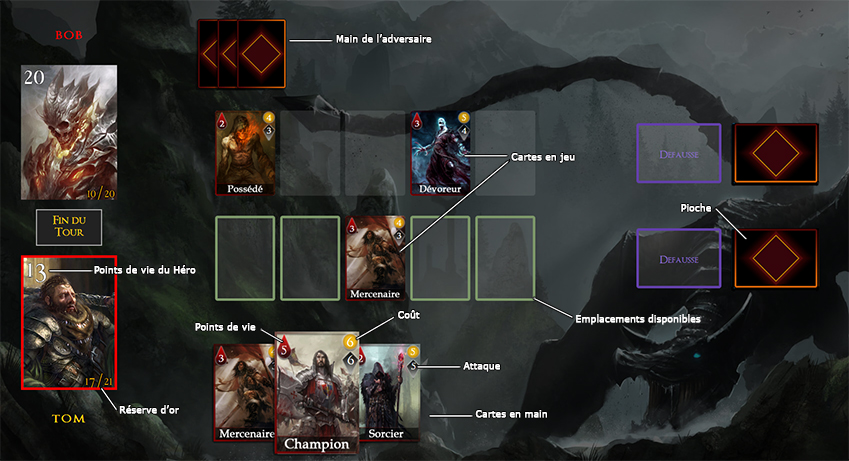 BOB
Main de l'adversaire
20
10/20
2
4
3
Possédé
3
5
4
Dévoreur
Cartes en jeu
DÉFAUSSE
FIN DU
TOUR
Pioche
13
Points de vie du Héro
3
4
3
Mercenaire
DÉFAUSSE
Emplacements disponibles
Points de vie
Coût
17/21
Réserve d'or
3
Mercenaire
5
6
6
Champion
2
5
5
Sorcier
Attaque
Cartes en main
TOM